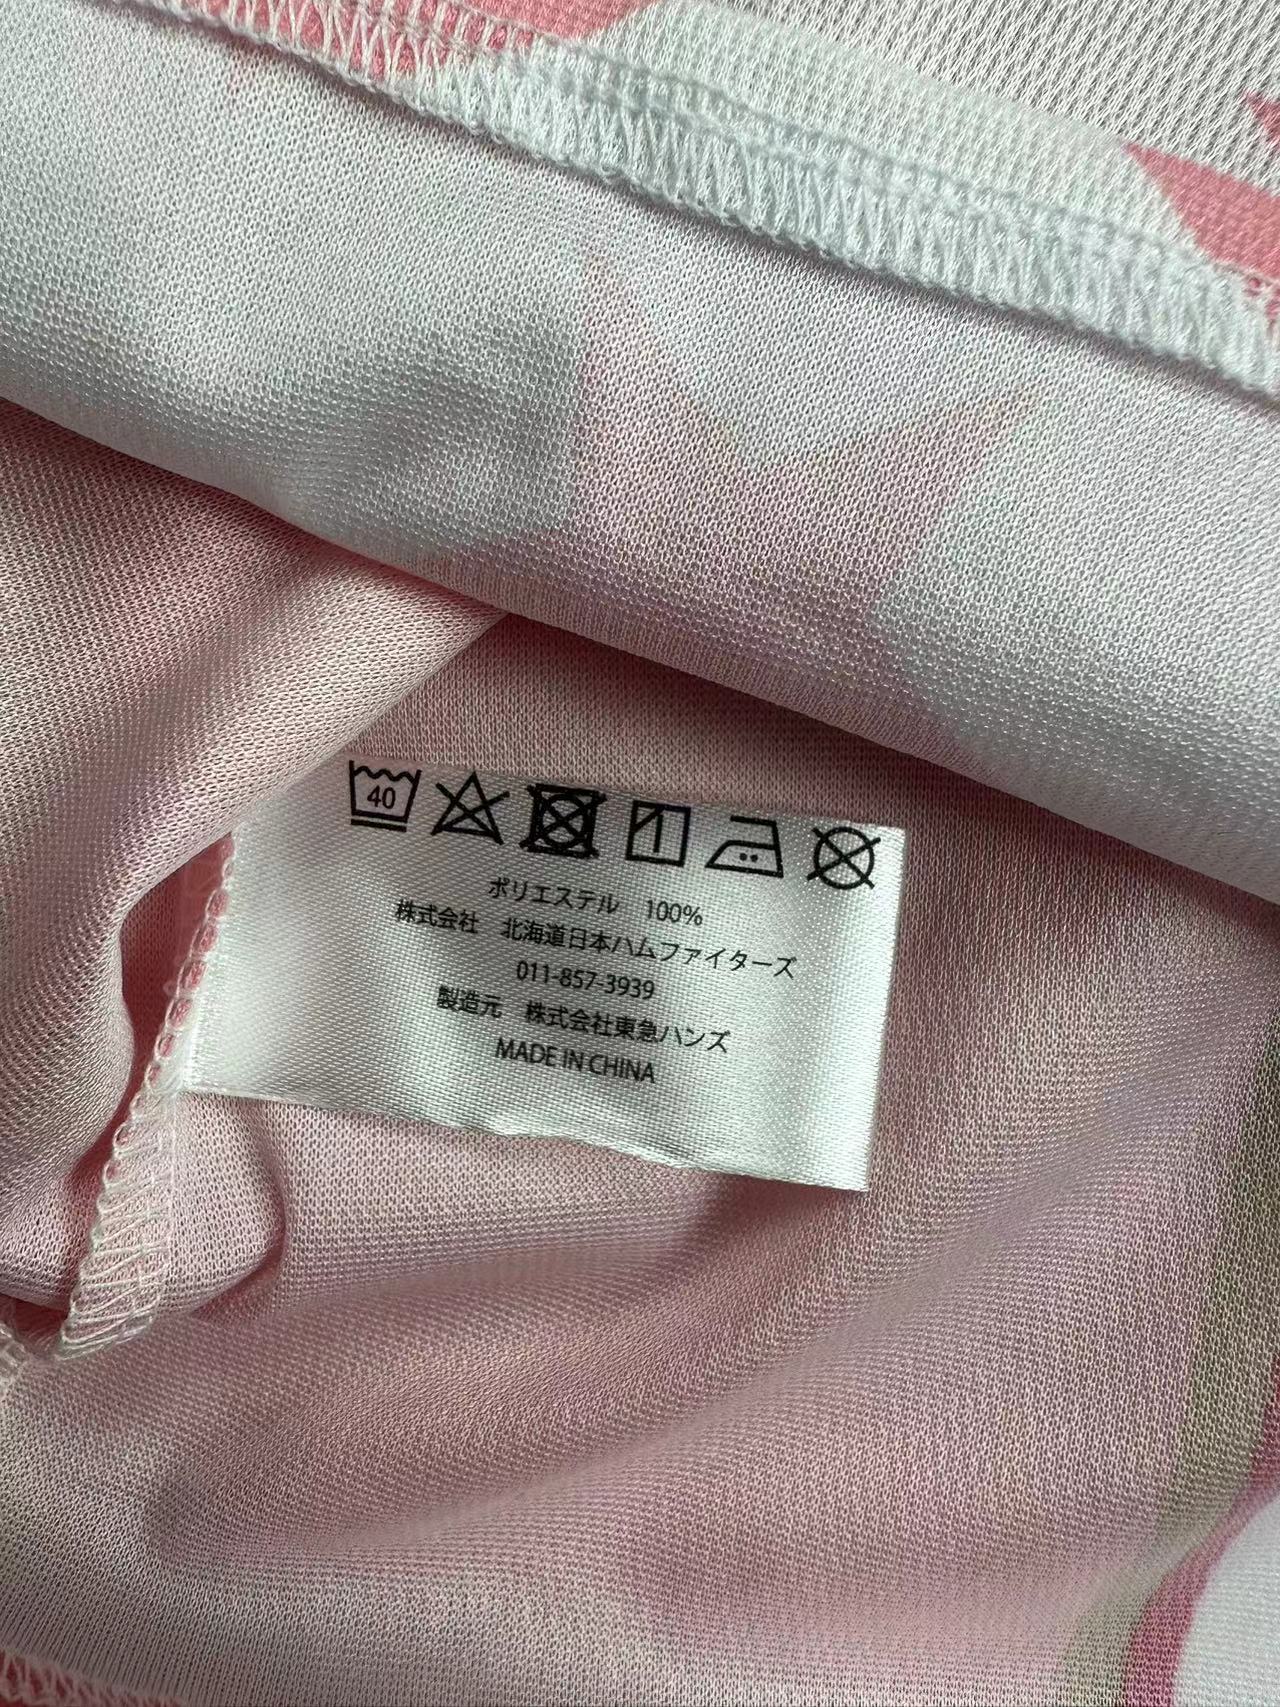 40
ポリエステル　100%
株式会社　北海道日本ハムファイターズ
011-857-3939
製造元　株式会社東急ハンズ
MADE IN CHINA